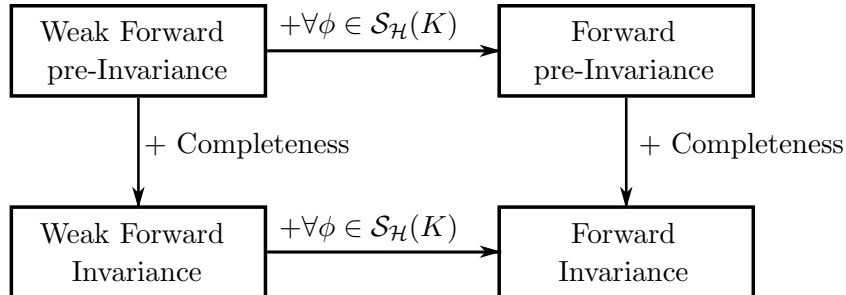 Weak Forward
pre-Invariance
+∀ϕ ∈ 𝒮_ℋ(K)
Forward
pre-Invariance
+ Completeness
+ Completeness
Weak Forward
Invariance
+∀ϕ ∈ 𝒮_ℋ(K)
Forward
Invariance